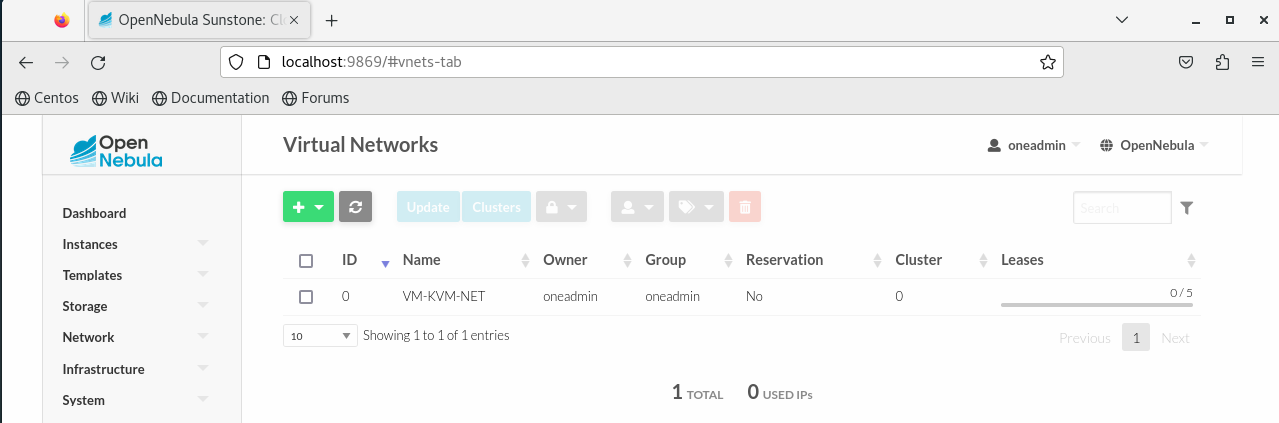 OpenNebula Sunstone: Cl
localhost:9869/#vnets-tab
Centos Wiki Documentation Forums
Open Nebula
Virtual Networks
oneadmin OpenNebula
Update Clusters
Search
Dashboard
Instances
Templates
Storage
Network
Infrastructure
System
ID Name Owner Group Reservation Cluster Leases
0 VM-KVM-NET oneadmin oneadmin No 0 0 / 5
10 Showing 1 to 1 of 1 entries
Previous 1 Next
1 TOTAL 0 USED IPs